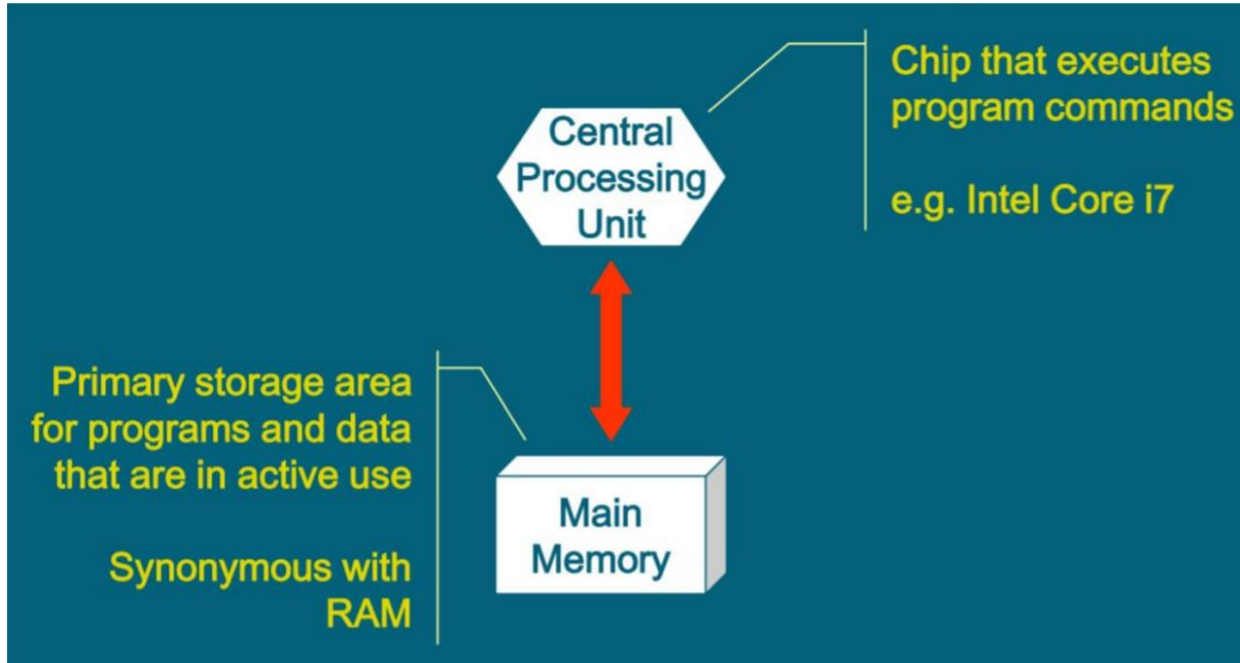 Chip that executes
program commands
e.g. Intel Core i7
Central
Processing
Unit
Primary storage area
for programs and data
that are in active use
Synonymous with
RAM
Main
Memory